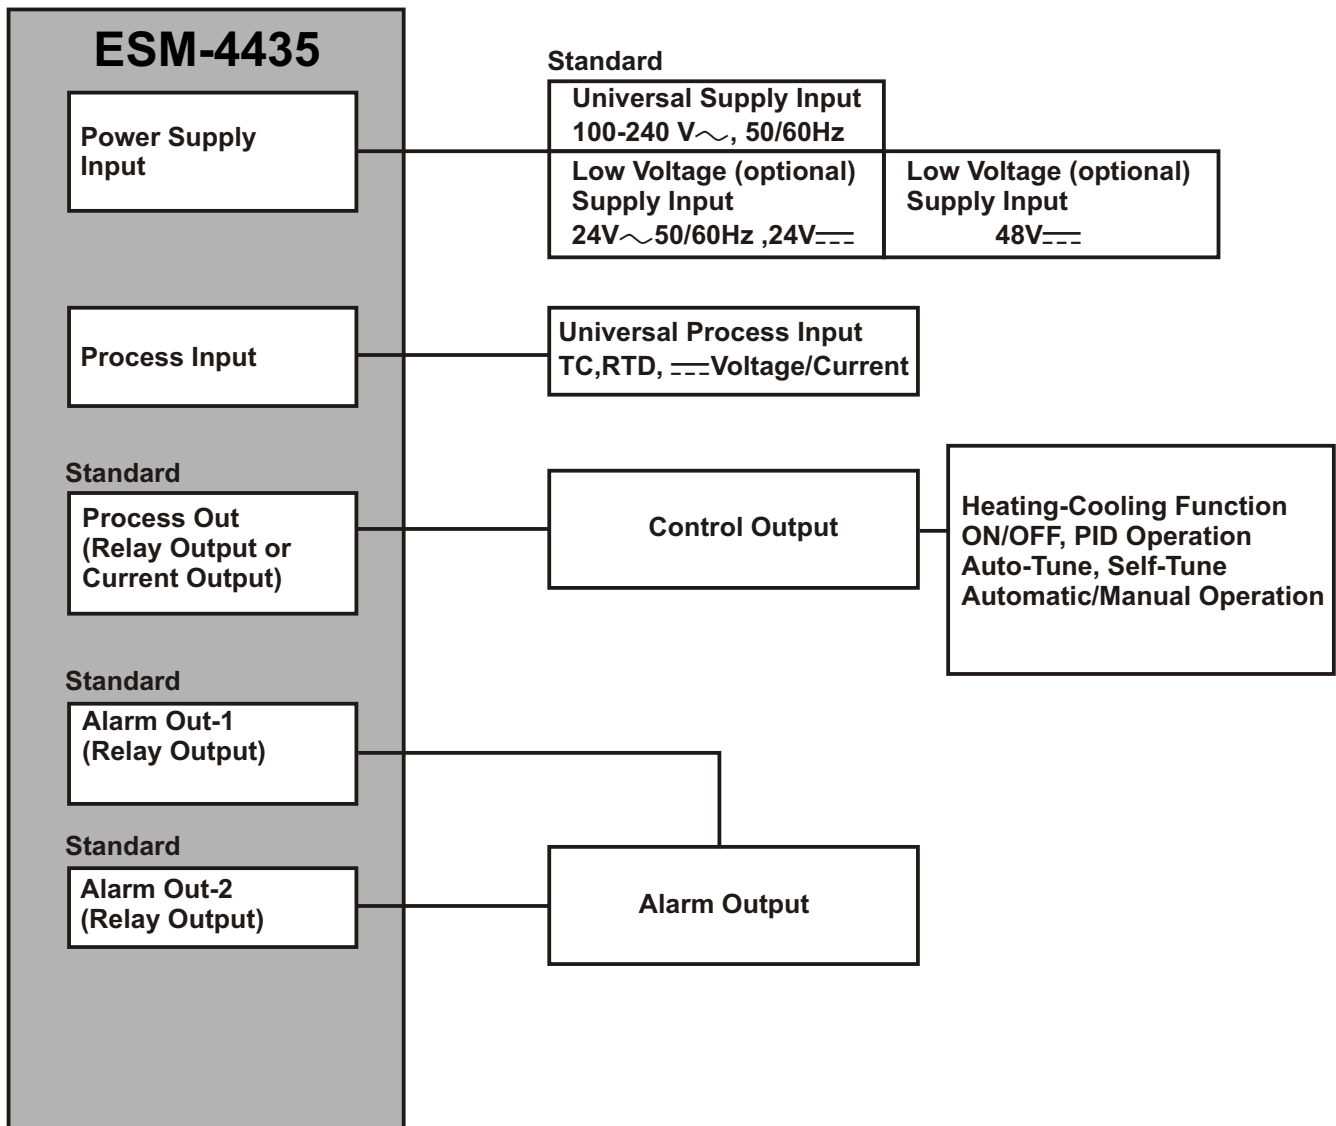 ESM-4435
Power Supply
Input
Standard
Universal Supply Input
100-240 V～, 50/60Hz
Low Voltage (optional)
Supply Input
24V～50/60Hz ,24V⎓
Low Voltage (optional)
Supply Input
48V⎓
Process Input
Universal Process Input
TC,RTD, ⎓Voltage/Current
Standard
Process Out
(Relay Output or
Current Output)
Control Output
Heating-Cooling Function
ON/OFF, PID Operation
Auto-Tune, Self-Tune
Automatic/Manual Operation
Standard
Alarm Out-1
(Relay Output)
Standard
Alarm Out-2
(Relay Output)
Alarm Output